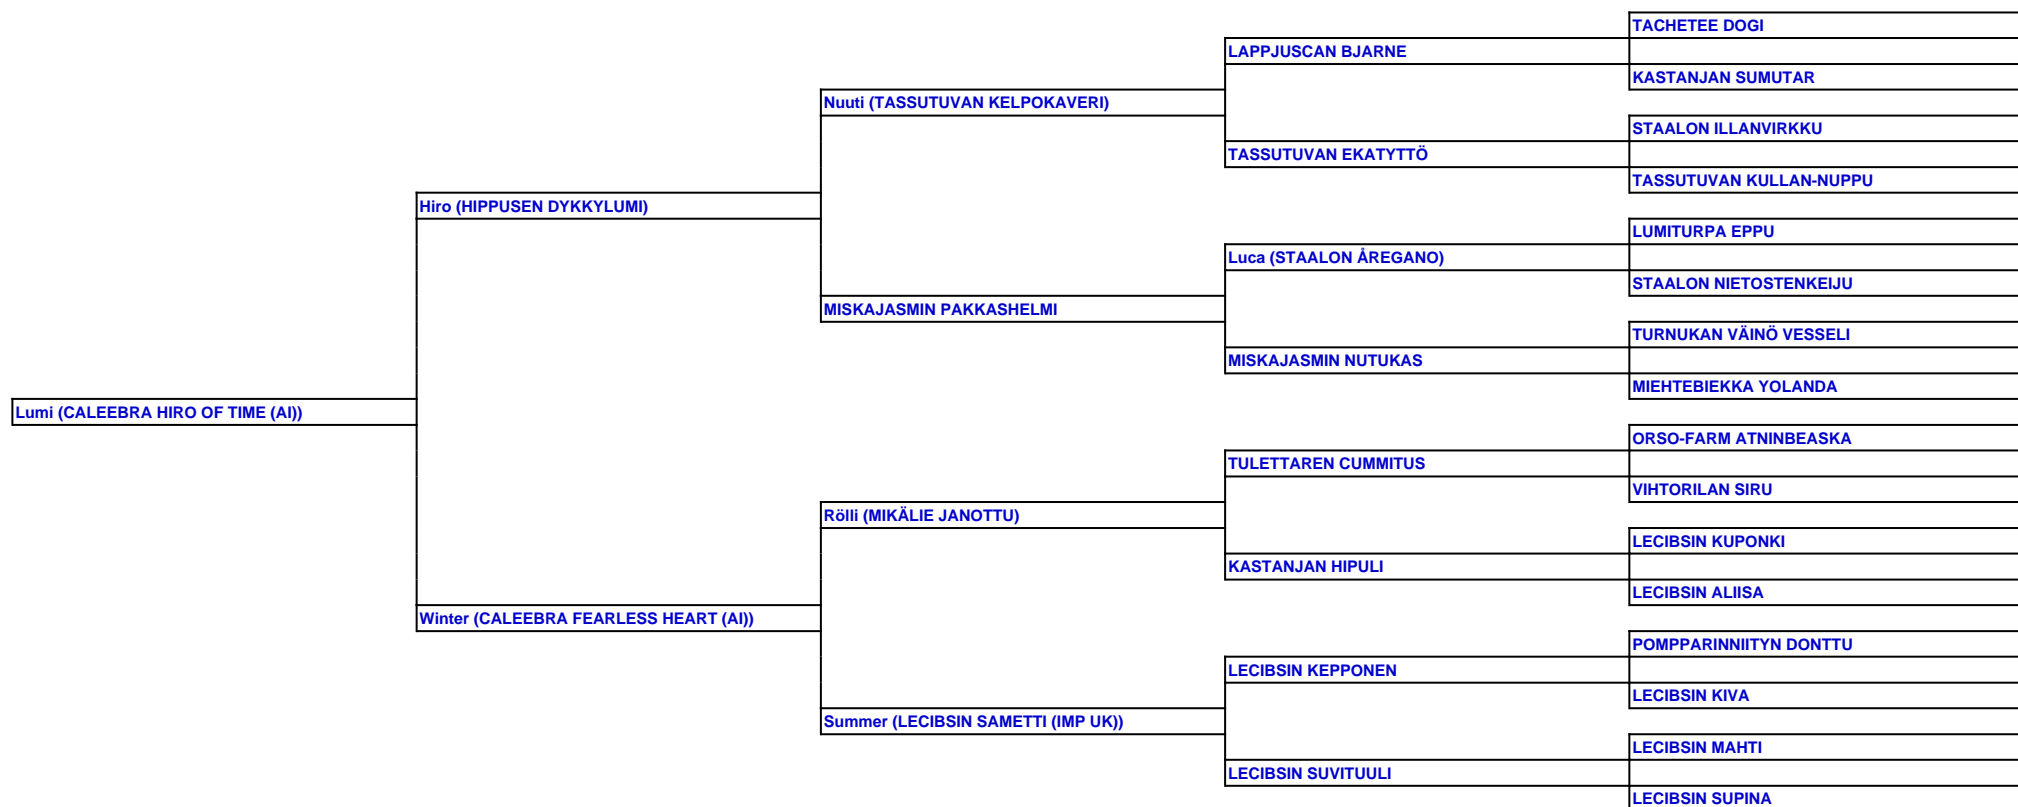 TACHETEE DOGI
LAPPJUSCAN BJARNE
KASTANJAN SUMUTAR
Nuuti (TASSUTUVAN KELPOKAVERI)
STAALON ILLANVIRKKU
TASSUTUVAN EKATYTTÖ
TASSUTUVAN KULLAN-NUPPU
Hiro (HIPPUSEN DYKKYLUMI)
LUMITURPA EPPU
Luca (STAALON ÅREGANO)
STAALON NIETOSTENKEIJU
MISKAJASMIN PAKKASHELMI
TURNUKAN VÄINÖ VESSELI
MISKAJASMIN NUTUKAS
MIEHTEBIEKKA YOLANDA
Lumi (CALEEBRA HIRO OF TIME (AI))
ORSO-FARM ATNINBEASKA
TULETTAREN CUMMITUS
VIHTORILAN SIRU
Rölli (MIKÄLIE JANOTTU)
LECIBSIN KUPONKI
KASTANJAN HIPULI
LECIBSIN ALIISA
Winter (CALEEBRA FEARLESS HEART (AI))
POMPPARINNIITYN DONTTU
LECIBSIN KEPPONEN
LECIBSIN KIVA
Summer (LECIBSIN SAMETTI (IMP UK))
LECIBSIN MAHTI
LECIBSIN SUVITUULI
LECIBSIN SUPINA